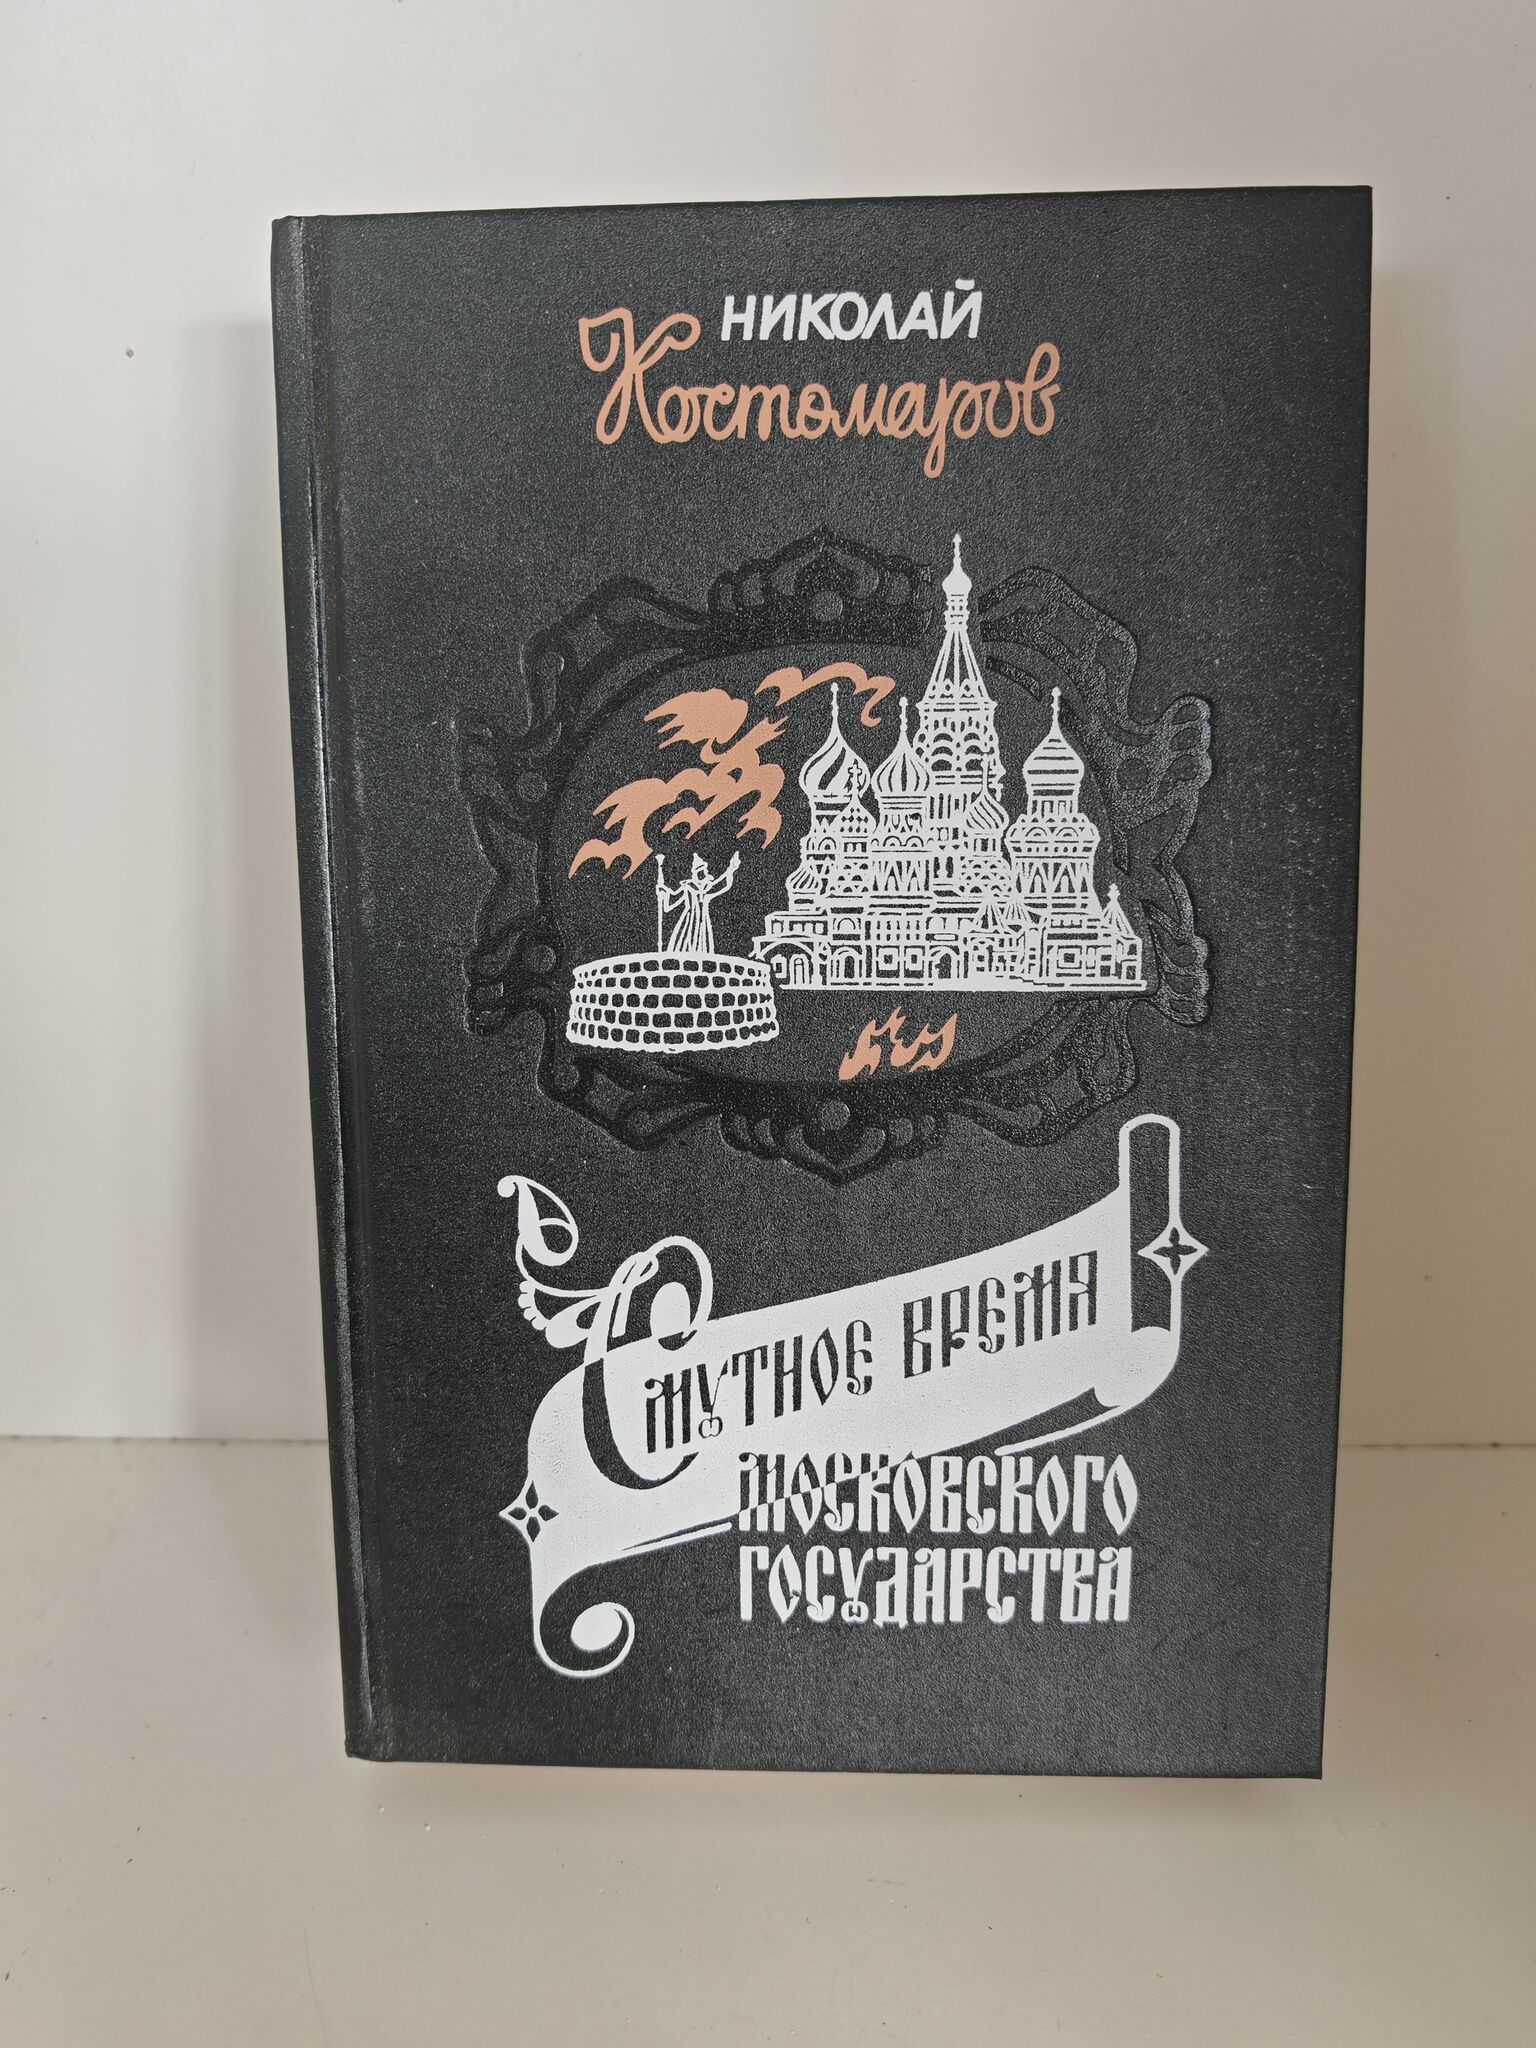 НИКОЛАЙ
Костомаров
Смутное время
московского
государства